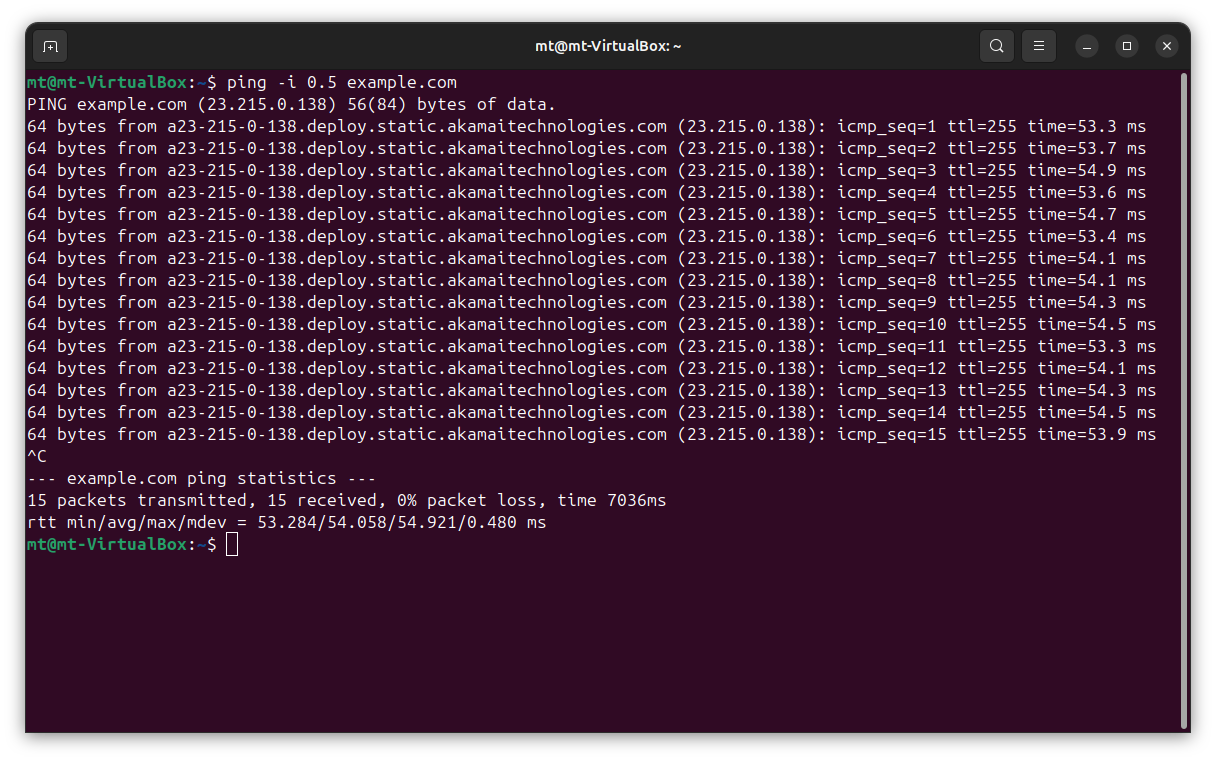 mt@mt-VirtualBox: ~
mt@mt-VirtualBox:~$ ping -i 0.5 example.com
PING example.com (23.215.0.138) 56(84) bytes of data.
64 bytes from a23-215-0-138.deploy.static.akamaitechnologies.com (23.215.0.138): icmp_seq=1 ttl=255 time=53.3 ms
64 bytes from a23-215-0-138.deploy.static.akamaitechnologies.com (23.215.0.138): icmp_seq=2 ttl=255 time=53.7 ms
64 bytes from a23-215-0-138.deploy.static.akamaitechnologies.com (23.215.0.138): icmp_seq=3 ttl=255 time=54.9 ms
64 bytes from a23-215-0-138.deploy.static.akamaitechnologies.com (23.215.0.138): icmp_seq=4 ttl=255 time=53.6 ms
64 bytes from a23-215-0-138.deploy.static.akamaitechnologies.com (23.215.0.138): icmp_seq=5 ttl=255 time=54.7 ms
64 bytes from a23-215-0-138.deploy.static.akamaitechnologies.com (23.215.0.138): icmp_seq=6 ttl=255 time=53.4 ms
64 bytes from a23-215-0-138.deploy.static.akamaitechnologies.com (23.215.0.138): icmp_seq=7 ttl=255 time=54.1 ms
64 bytes from a23-215-0-138.deploy.static.akamaitechnologies.com (23.215.0.138): icmp_seq=8 ttl=255 time=54.1 ms
64 bytes from a23-215-0-138.deploy.static.akamaitechnologies.com (23.215.0.138): icmp_seq=9 ttl=255 time=54.3 ms
64 bytes from a23-215-0-138.deploy.static.akamaitechnologies.com (23.215.0.138): icmp_seq=10 ttl=255 time=54.5 ms
64 bytes from a23-215-0-138.deploy.static.akamaitechnologies.com (23.215.0.138): icmp_seq=11 ttl=255 time=53.3 ms
64 bytes from a23-215-0-138.deploy.static.akamaitechnologies.com (23.215.0.138): icmp_seq=12 ttl=255 time=54.1 ms
64 bytes from a23-215-0-138.deploy.static.akamaitechnologies.com (23.215.0.138): icmp_seq=13 ttl=255 time=54.3 ms
64 bytes from a23-215-0-138.deploy.static.akamaitechnologies.com (23.215.0.138): icmp_seq=14 ttl=255 time=54.5 ms
64 bytes from a23-215-0-138.deploy.static.akamaitechnologies.com (23.215.0.138): icmp_seq=15 ttl=255 time=53.9 ms
^C
--- example.com ping statistics ---
15 packets transmitted, 15 received, 0% packet loss, time 7036ms
rtt min/avg/max/mdev = 53.284/54.058/54.921/0.480 ms
mt@mt-VirtualBox:~$